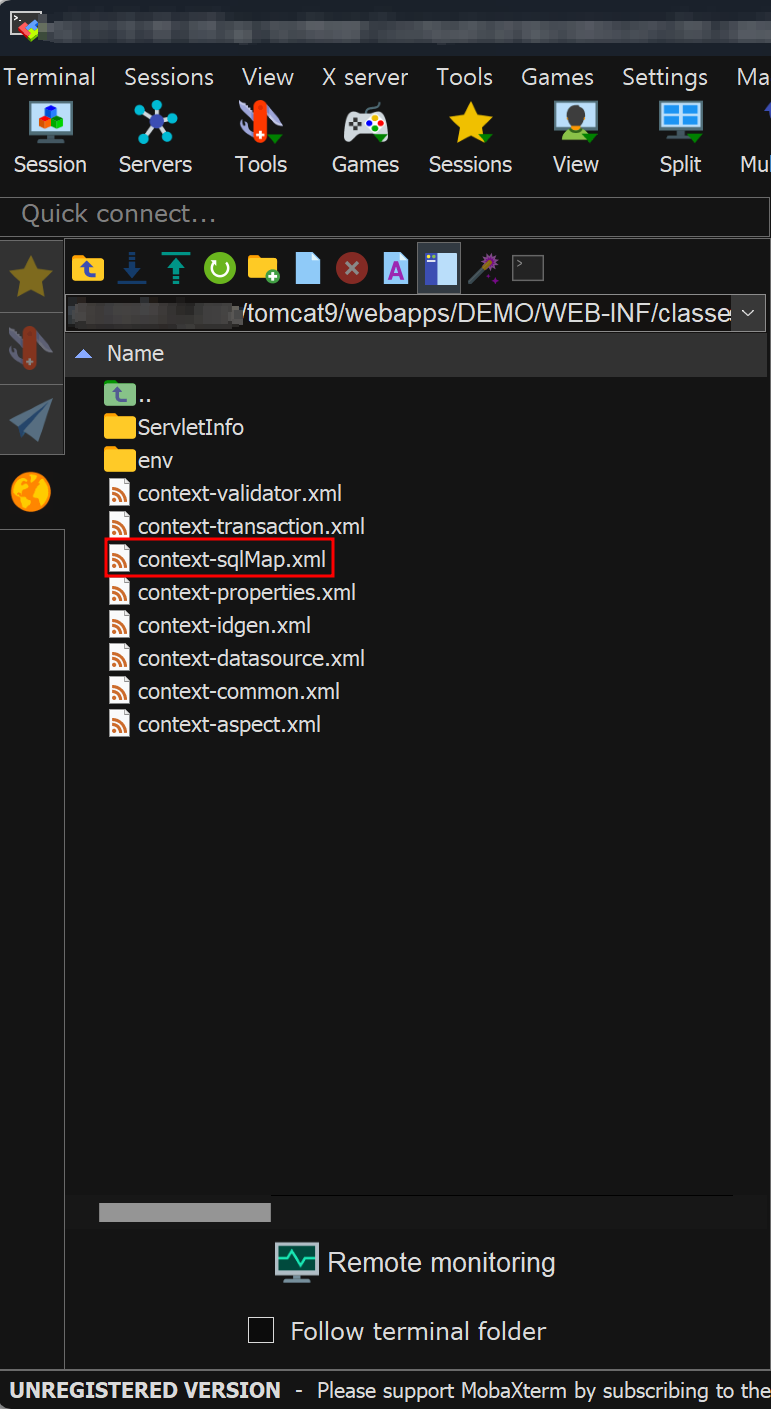 Terminal Sessions View X server Tools Games Settings Ma
Session Servers Tools Games Sessions View Split Mul
Quick connect...
/tomcat9/webapps/DEMO/WEB-INF/classe
Name
..
ServletInfo
env
context-validator.xml
context-transaction.xml
context-sqlMap.xml
context-properties.xml
context-idgen.xml
context-datasource.xml
context-common.xml
context-aspect.xml
Remote monitoring
Follow terminal folder
UNREGISTERED VERSION - Please support MobaXterm by subscribing to the